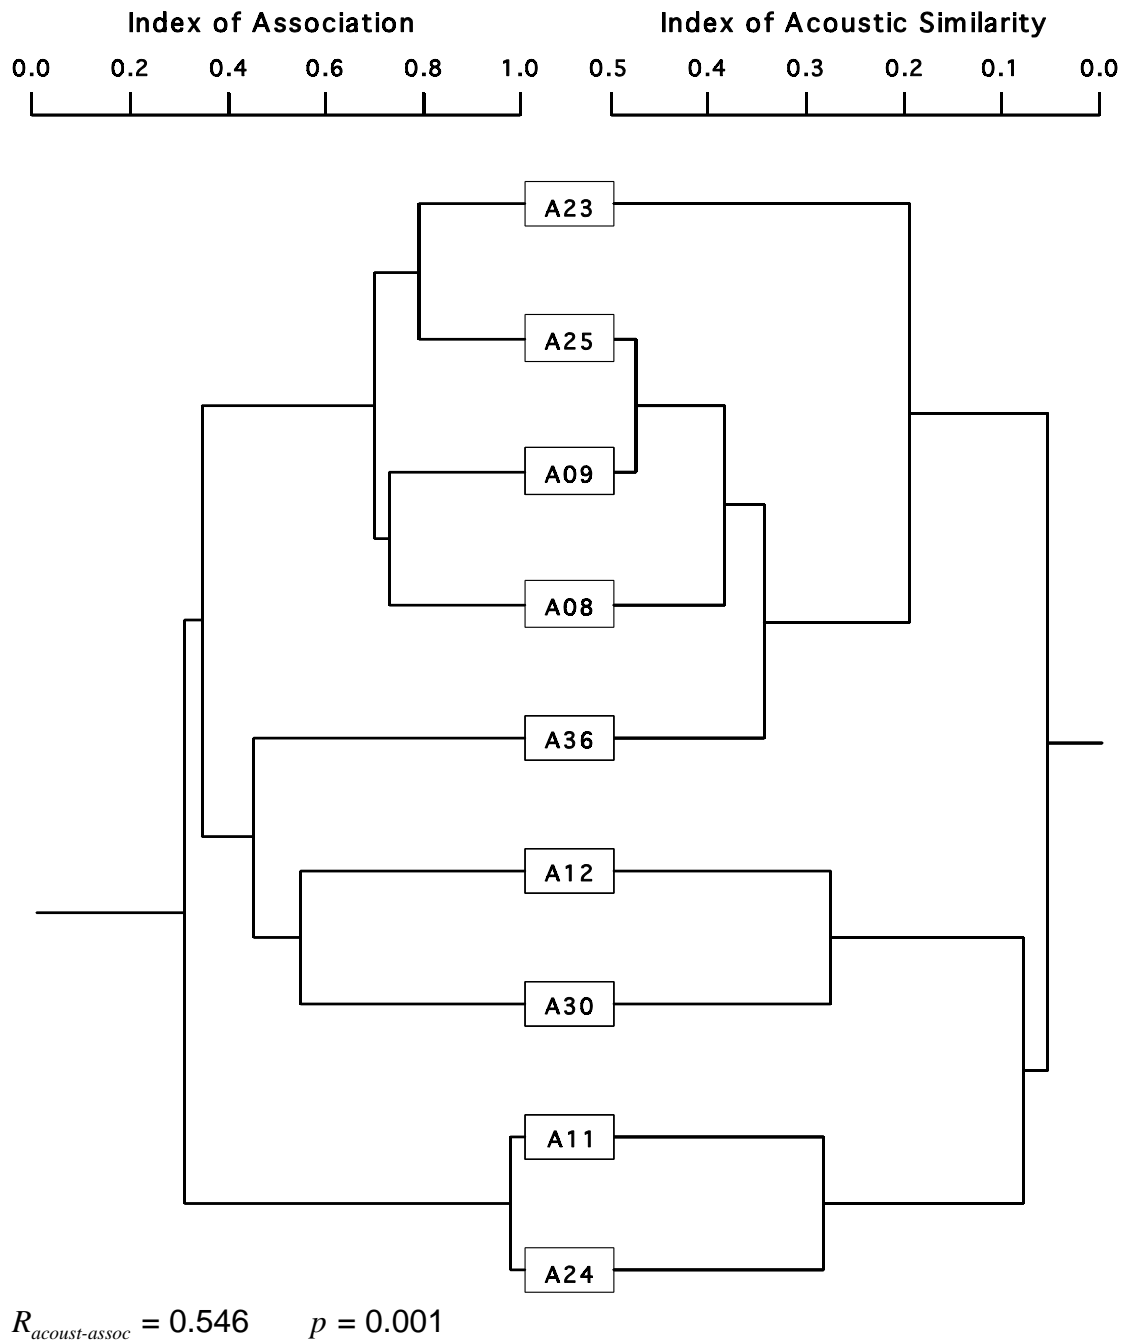 Index of Association Index of Acoustic Similarity
0.0 0.2 0.4 0.6 0.8 1.0 0.5 0.4 0.3 0.2 0.1 0.0
A23
A25
A09
A08
A36
A12
A30
A11
A24
R acoust-assoc = 0.546 p = 0.001